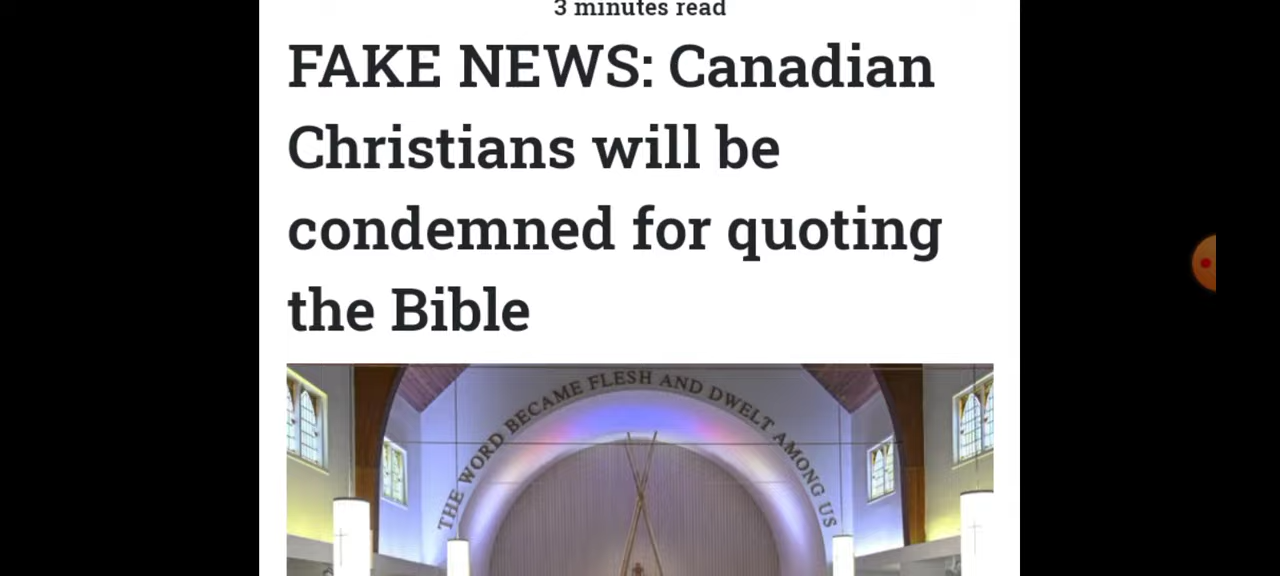 3 minutes read
FAKE NEWS: Canadian
Christians will be
condemned for quoting
the Bible
THE WORD BECAME FLESH AND DWELT AMONG US